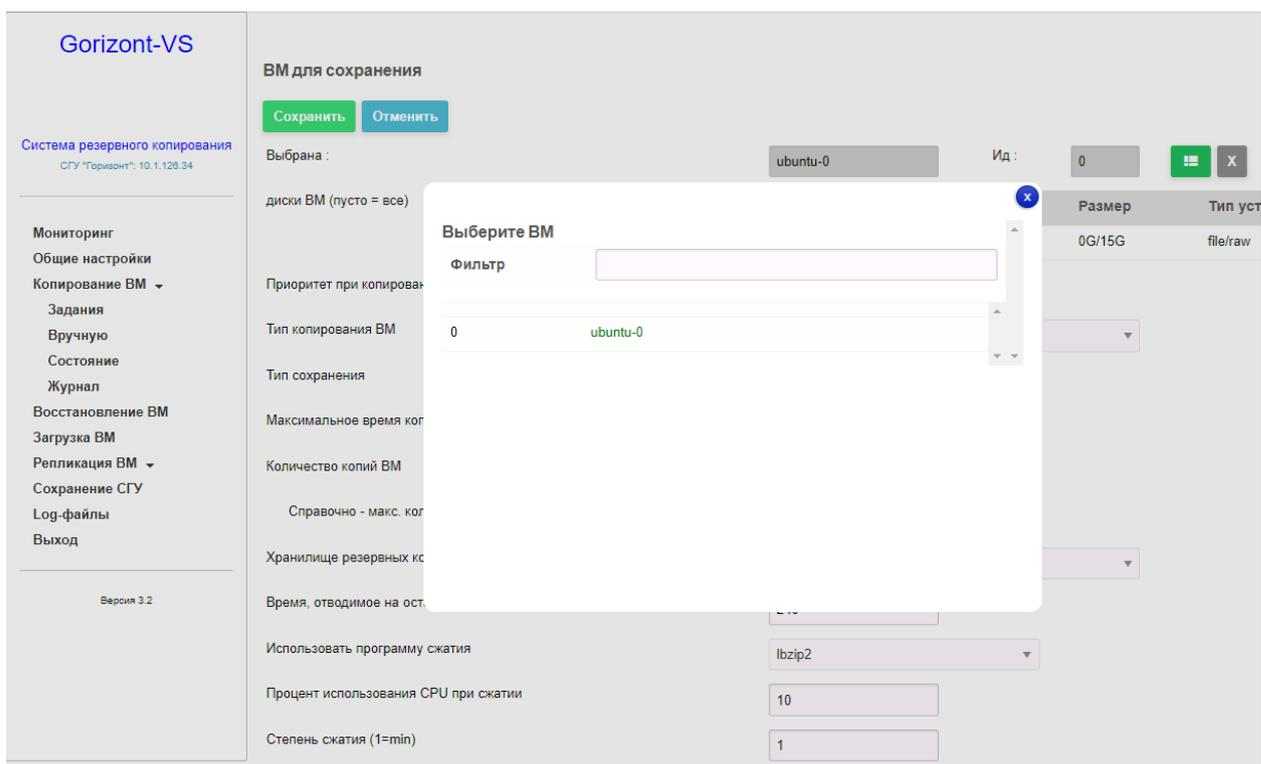 Gorizont-VS
Система резервного копирования
СГУ "Горизонт": 10.1.126.34
Мониторинг
Общие настройки
Копирование ВМ
Задания
Вручную
Состояние
Журнал
Восстановление ВМ
Загрузка ВМ
Репликация ВМ
Сохранение СГУ
Log-файлы
Выход
Версия 3.2
ВМ для сохранения
Сохранить Отменить
Выбрана : ubuntu-0 Ид : 0 X
диски ВМ (пусто = все) Размер Тип уст
0G/15G file/raw
Приоритет при копирован
Тип копирования ВМ
Тип сохранения
Максимальное время коп
Количество копий ВМ
Справочно - макс. кол
Хранилище резервных ко
Время, отводимое на ост
Использовать программу сжатия lbzip2
Процент использования CPU при сжатии 10
Степень сжатия (1=min) 1
x
Выберите ВМ
Фильтр
0 ubuntu-0